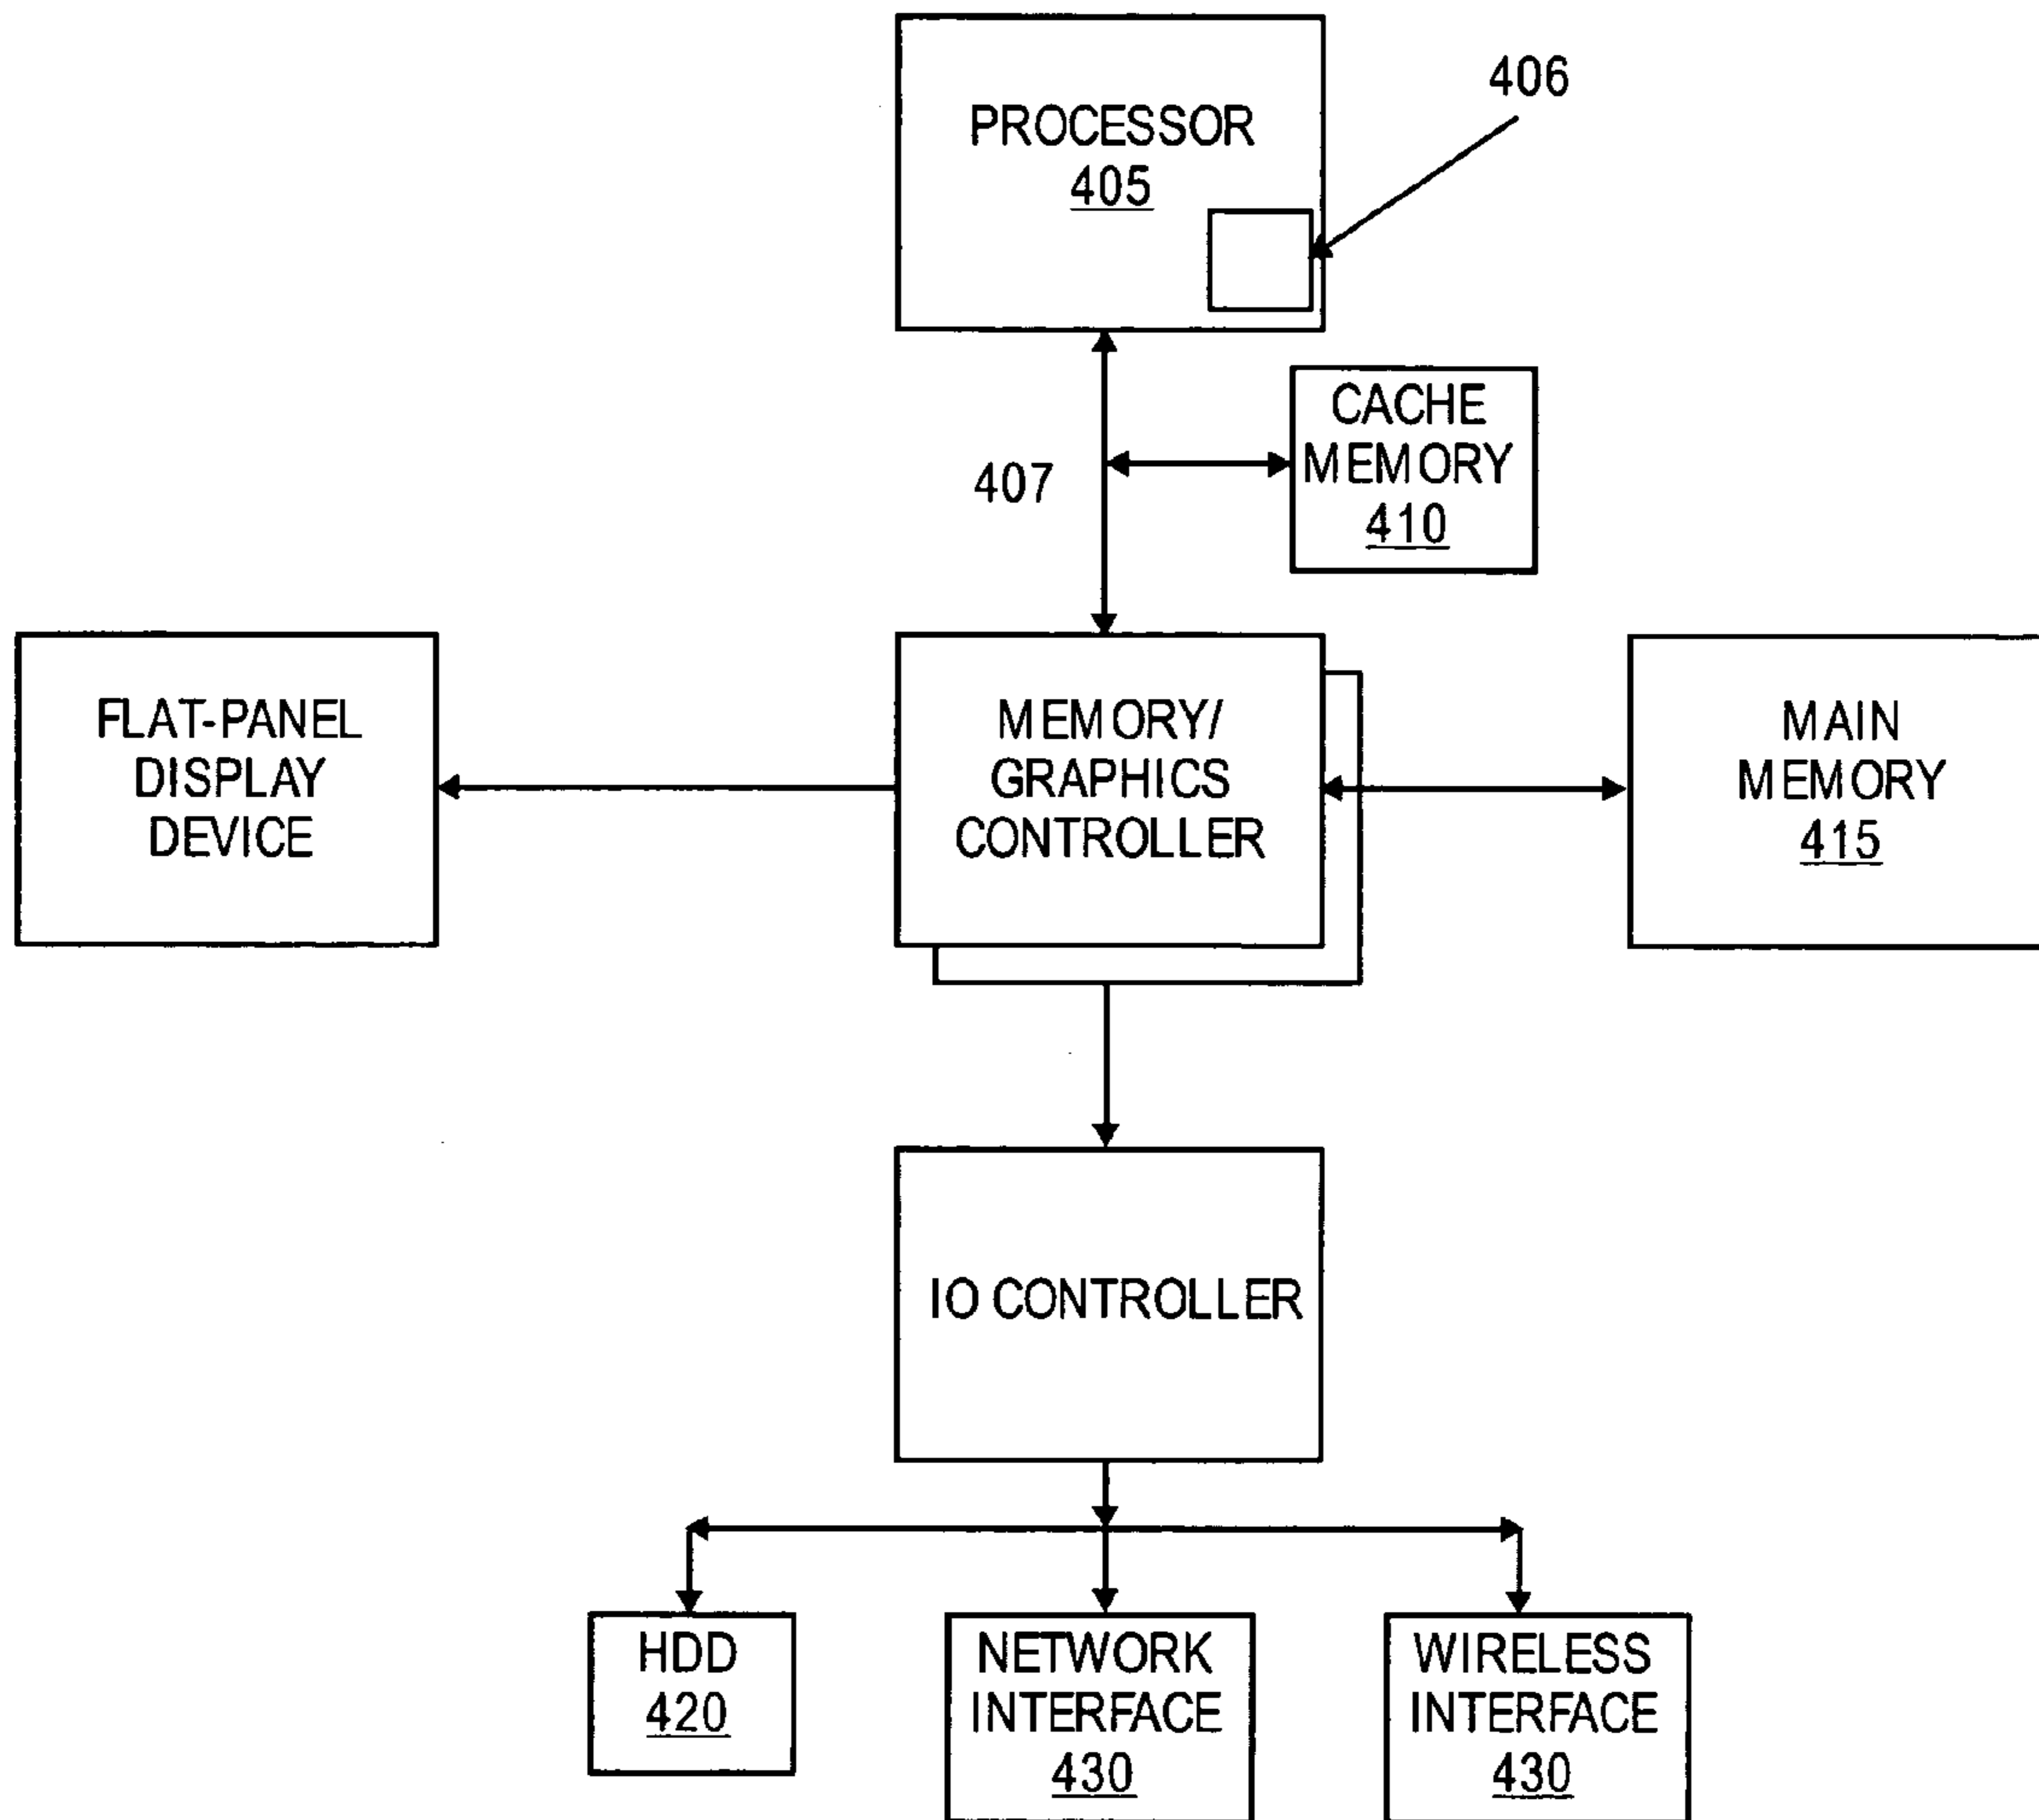 PROCESSOR
405
406
CACHE
MEMORY
410
407
FLAT-PANEL
DISPLAY
DEVICE
MEMORY/
GRAPHICS
CONTROLLER
MAIN
MEMORY
415
IO CONTROLLER
HDD
420
NETWORK
INTERFACE
430
WIRELESS
INTERFACE
430